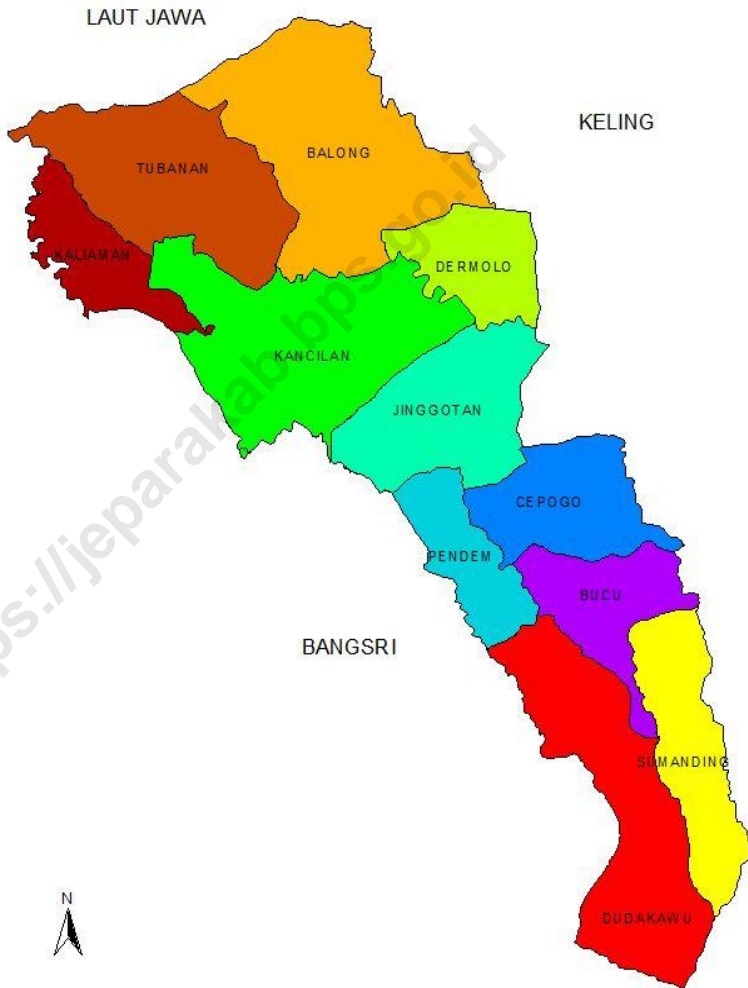 LAUT JAWA
KELING
BALONG
TUBANAN
KALIAMAN
DERMOLO
KANCILAN
JINGGOTAN
CEPOGO
PENDEM
BUCU
BANGSRI
SUMANDING
N
DUDAKAWU
ps://jeparakab.bps.go.id